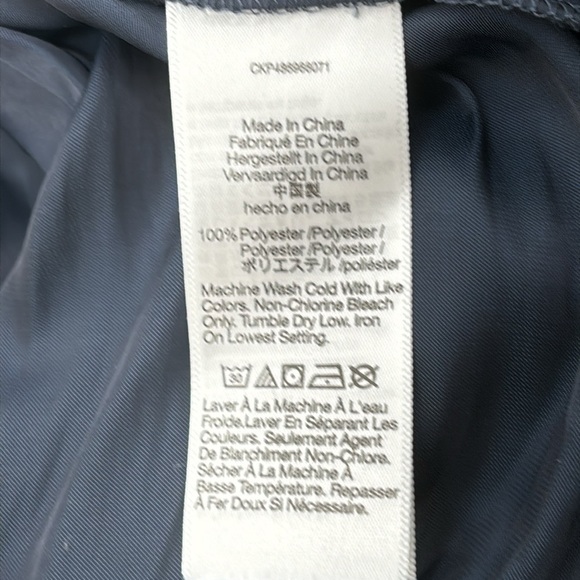 CKP486966071
Made In China
Fabriqué En Chine
Hergestellt In China
Vervaardigd In China
中国製
hecho en china
100% Polyester /Polyester /
Polyester /Polyester /
ポリエステル /poliéster
Machine Wash Cold With Like
Colors. Non-Chlorine Bleach
Only. Tumble Dry Low. Iron
On Lowest Setting.
30
Laver À La Machine À L'eau
Froide.Laver En Séparant Les
Couleurs. Seulement Agent
De Blanchiment Non-Chlore.
Sécher À La Machine À
Basse Température. Repasser
À Fer Doux Si Nécessaire.